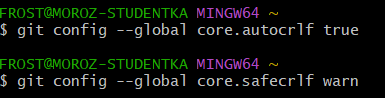 FROST@MOROZ-STUDENTKA MINGW64 ~
$ git config --global core.autocrlf true
FROST@MOROZ-STUDENTKA MINGW64 ~
$ git config --global core.safecrlf warn